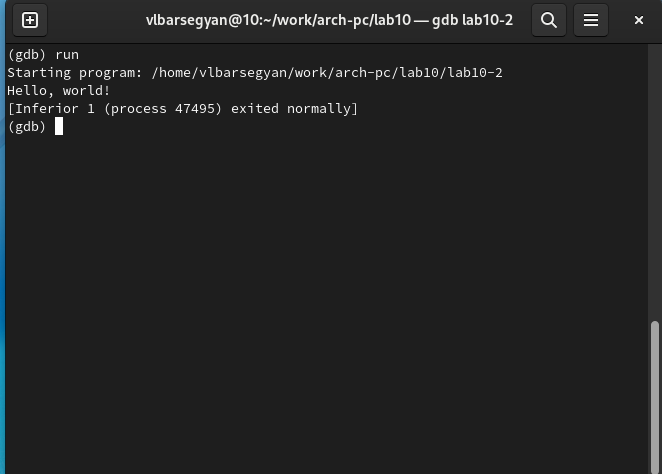 vlbarsegyan@10:~/work/arch-pc/lab10 — gdb lab10-2
(gdb) run
Starting program: /home/vlbarsegyan/work/arch-pc/lab10/lab10-2
Hello, world!
[Inferior 1 (process 47495) exited normally]
(gdb)